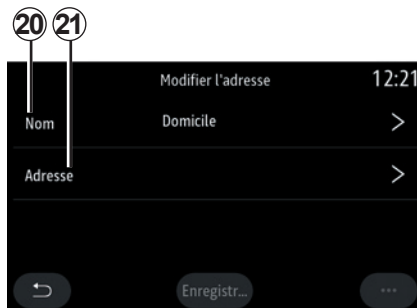 20 21
Modifier l'adresse 12:21
Nom Domicile >
Adresse >
Enregistr... ...